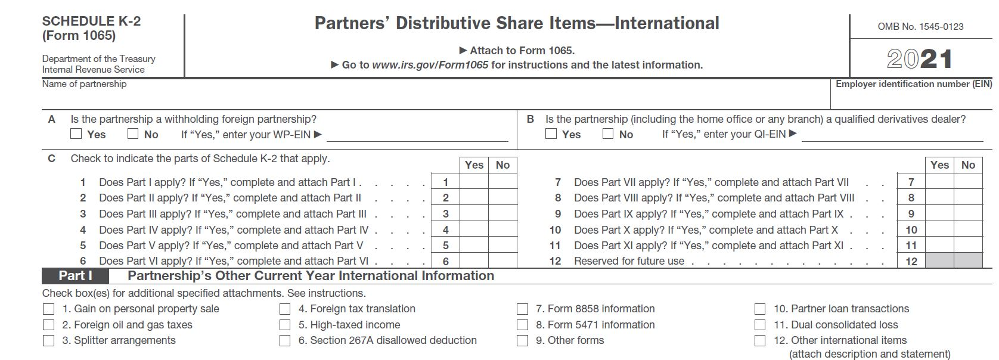 SCHEDULE K-2
(Form 1065)
Department of the Treasury
Internal Revenue Service
Partners' Distributive Share Items—International
▶ Attach to Form 1065.
▶ Go to www.irs.gov/Form1065 for instructions and the latest information.
OMB No. 1545-0123
2021
Name of partnership
Employer identification number (EIN)
A Is the partnership a withholding foreign partnership?
Yes No If “Yes,” enter your WP-EIN ▶
B Is the partnership (including the home office or any branch) a qualified derivatives dealer?
Yes No If “Yes,” enter your QI-EIN ▶
C Check to indicate the parts of Schedule K-2 that apply.
Yes No
1 Does Part I apply? If “Yes,” complete and attach Part I . . . . . 1
2 Does Part II apply? If “Yes,” complete and attach Part II . . . . 2
3 Does Part III apply? If “Yes,” complete and attach Part III . . . . 3
4 Does Part IV apply? If “Yes,” complete and attach Part IV . . . . 4
5 Does Part V apply? If “Yes,” complete and attach Part V . . . . 5
6 Does Part VI apply? If “Yes,” complete and attach Part VI . . . . 6
Yes No
7 Does Part VII apply? If “Yes,” complete and attach Part VII . . 7
8 Does Part VIII apply? If “Yes,” complete and attach Part VIII . . 8
9 Does Part IX apply? If “Yes,” complete and attach Part IX . . . 9
10 Does Part X apply? If “Yes,” complete and attach Part X . . . 10
11 Does Part XI apply? If “Yes,” complete and attach Part XI . . . 11
12 Reserved for future use . . . . . . . . . . . . . 12
Part I Partnership's Other Current Year International Information
Check box(es) for additional specified attachments. See instructions.
1. Gain on personal property sale
2. Foreign oil and gas taxes
3. Splitter arrangements
4. Foreign tax translation
5. High-taxed income
6. Section 267A disallowed deduction
7. Form 8858 information
8. Form 5471 information
9. Other forms
10. Partner loan transactions
11. Dual consolidated loss
12. Other international items
(attach description and statement)